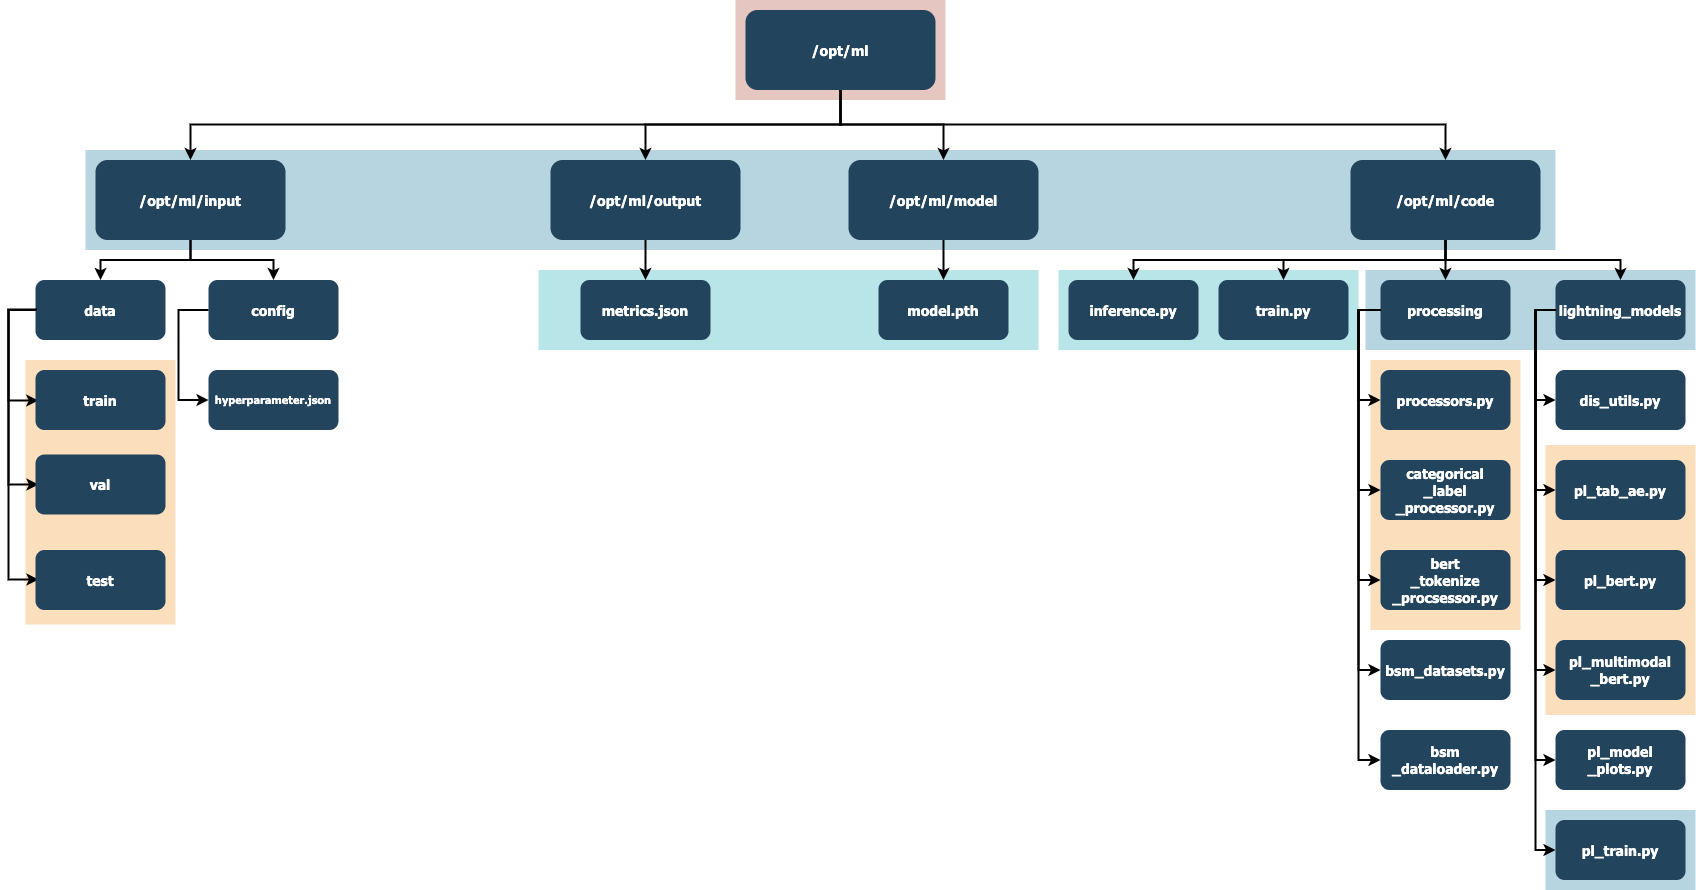 /opt/ml
/opt/ml/input
/opt/ml/output
/opt/ml/model
/opt/ml/code
data
config
metrics.json
model.pth
inference.py
train.py
processing
lightning_models
train
hyperparameter.json
processors.py
dis_utils.py
val
categorical
_label
_processor.py
pl_tab_ae.py
test
bert
_tokenize
_procsessor.py
pl_bert.py
bsm_datasets.py
pl_multimodal
_bert.py
bsm
_dataloader.py
pl_model
_plots.py
pl_train.py